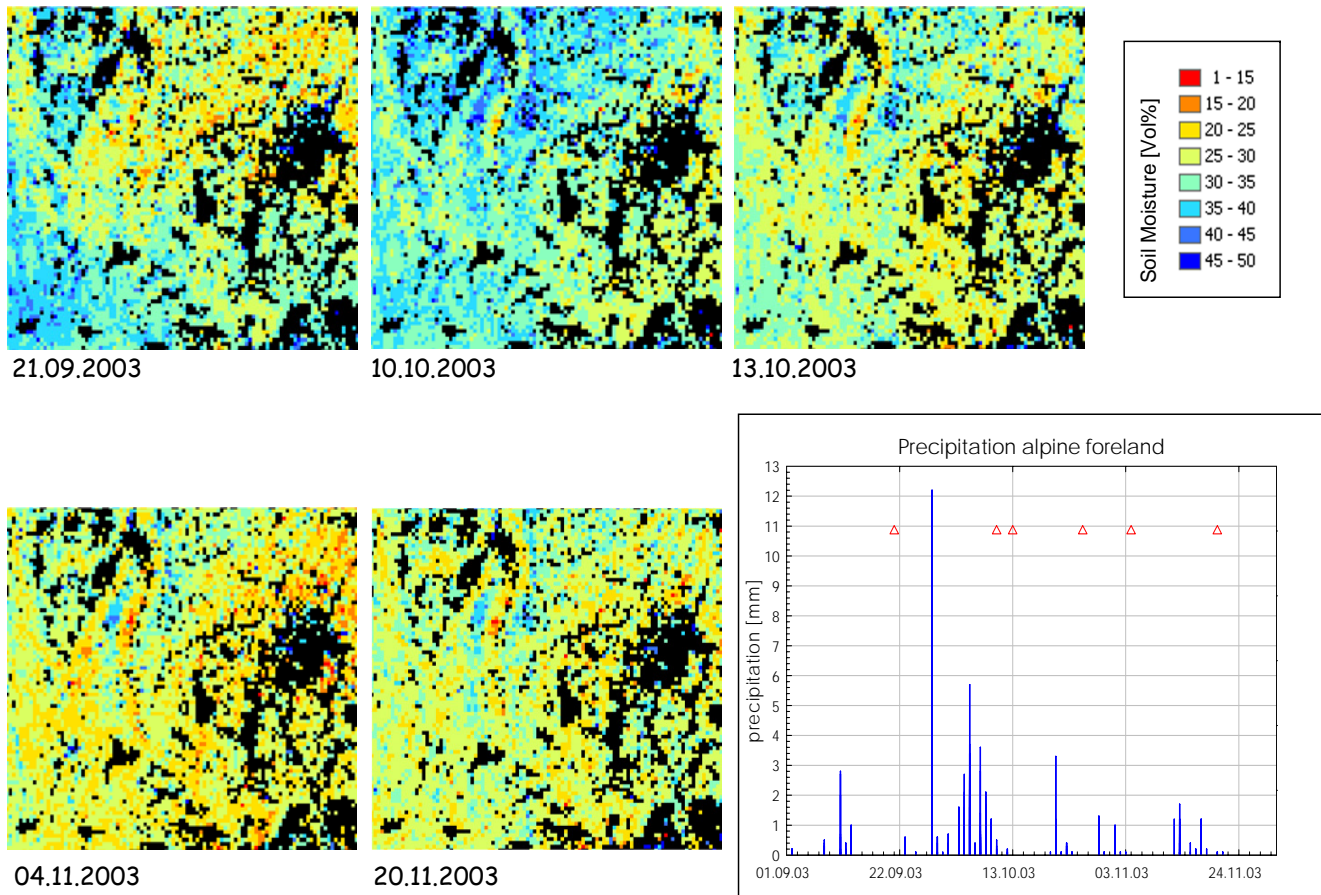 21.09.2003
10.10.2003
13.10.2003
Soil Moisture [Vol%]
1 - 15
15 - 20
20 - 25
25 - 30
30 - 35
35 - 40
40 - 45
45 - 50
04.11.2003
20.11.2003
Precipitation alpine foreland
precipitation [mm]
13
12
11
10
9
8
7
6
5
4
3
2
1
0
01.09.03
22.09.03
13.10.03
03.11.03
24.11.03